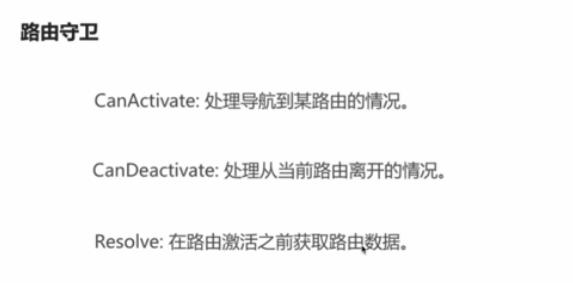 路由守卫
CanActivate: 处理导航到某路由的情况。
CanDeactivate: 处理从当前路由离开的情况。
Resolve: 在路由激活之前获取路由数据。